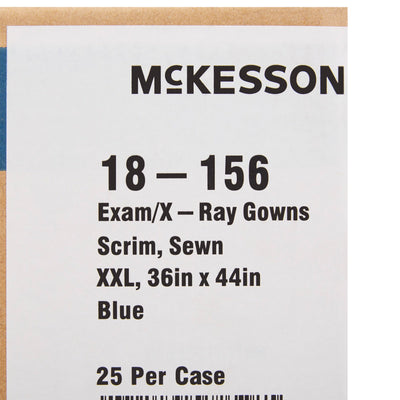 McKESSON
18 – 156
Exam/X – Ray Gowns
Scrim, Sewn
XXL, 36in x 44in
Blue
25 Per Case